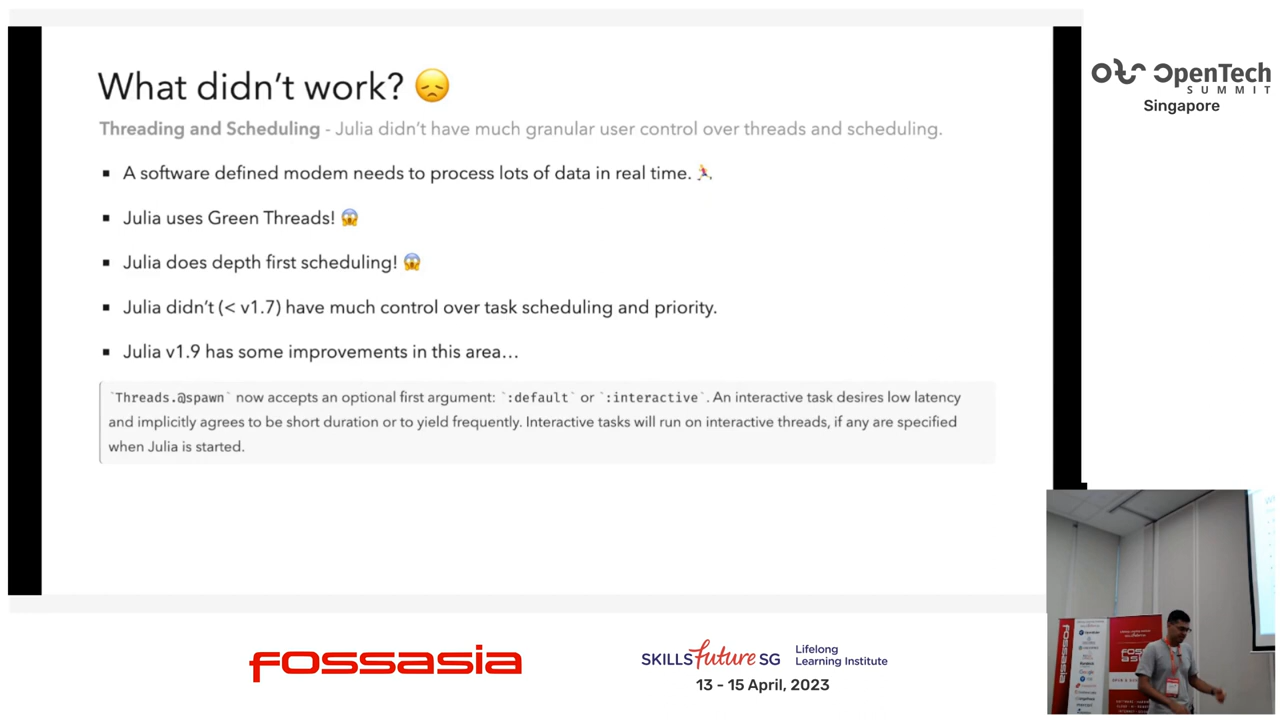 What didn't work? 😞
Threading and Scheduling - Julia didn't have much granular user control over threads and scheduling.
▪ A software defined modem needs to process lots of data in real time. 🏃
▪ Julia uses Green Threads! 😱
▪ Julia does depth first scheduling! 😱
▪ Julia didn't (< v1.7) have much control over task scheduling and priority.
▪ Julia v1.9 has some improvements in this area…
`Threads.@spawn` now accepts an optional first argument: `:default` or `:interactive`. An interactive task desires low latency
and implicitly agrees to be short duration or to yield frequently. Interactive tasks will run on interactive threads, if any are specified
when Julia is started.
OpenTech
SUMMIT
Singapore
fossasia
fossasia
SKILLSfuture SG
Lifelong
Learning Institute
13 - 15 April, 2023